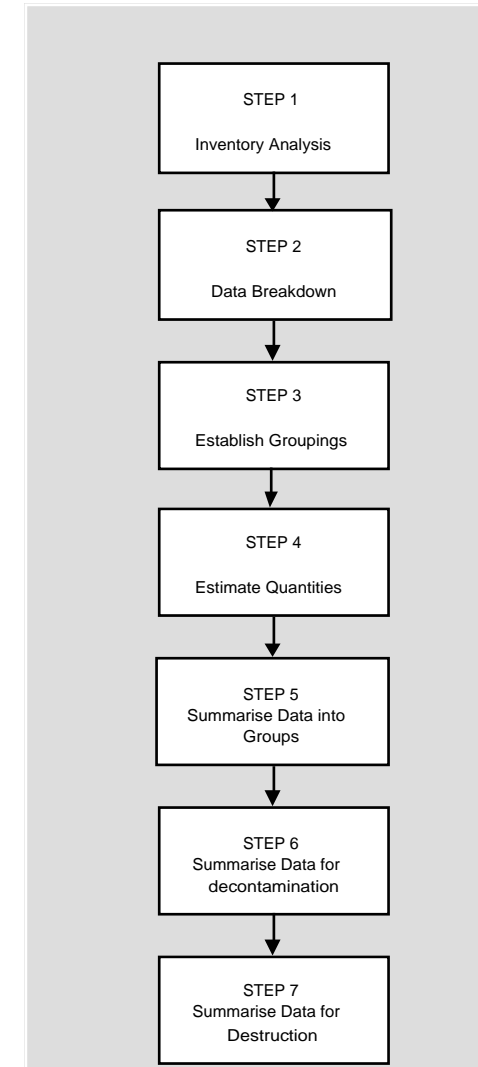 STEP 1
Inventory Analysis
STEP 2
Data Breakdown
STEP 3
Establish Groupings
STEP 4
Estimate Quantities
STEP 5
Summarise Data into
Groups
STEP 6
Summarise Data for
decontamination
STEP 7
Summarise Data for
Destruction